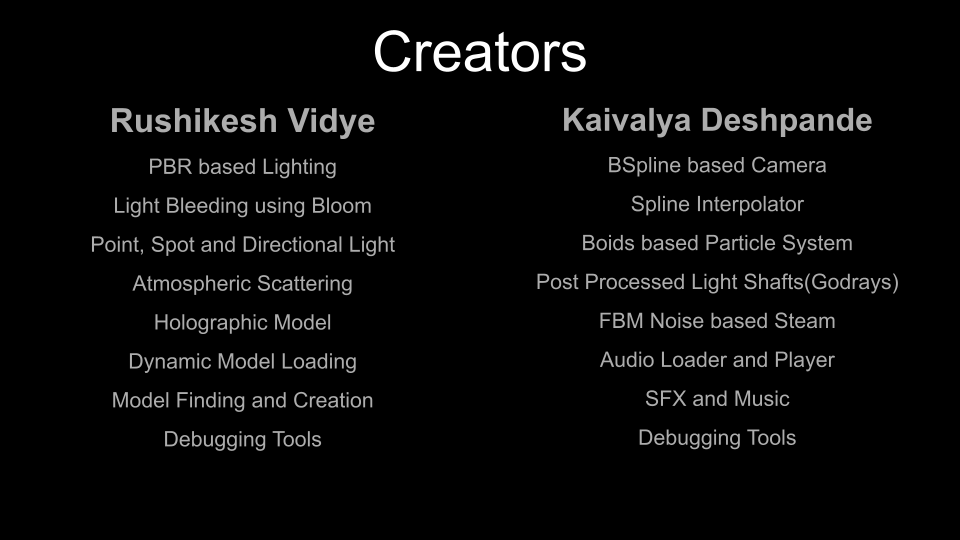 Creators
Rushikesh Vidye
PBR based Lighting
Light Bleeding using Bloom
Point, Spot and Directional Light
Atmospheric Scattering
Holographic Model
Dynamic Model Loading
Model Finding and Creation
Debugging Tools
Kaivalya Deshpande
BSpline based Camera
Spline Interpolator
Boids based Particle System
Post Processed Light Shafts(Godrays)
FBM Noise based Steam
Audio Loader and Player
SFX and Music
Debugging Tools